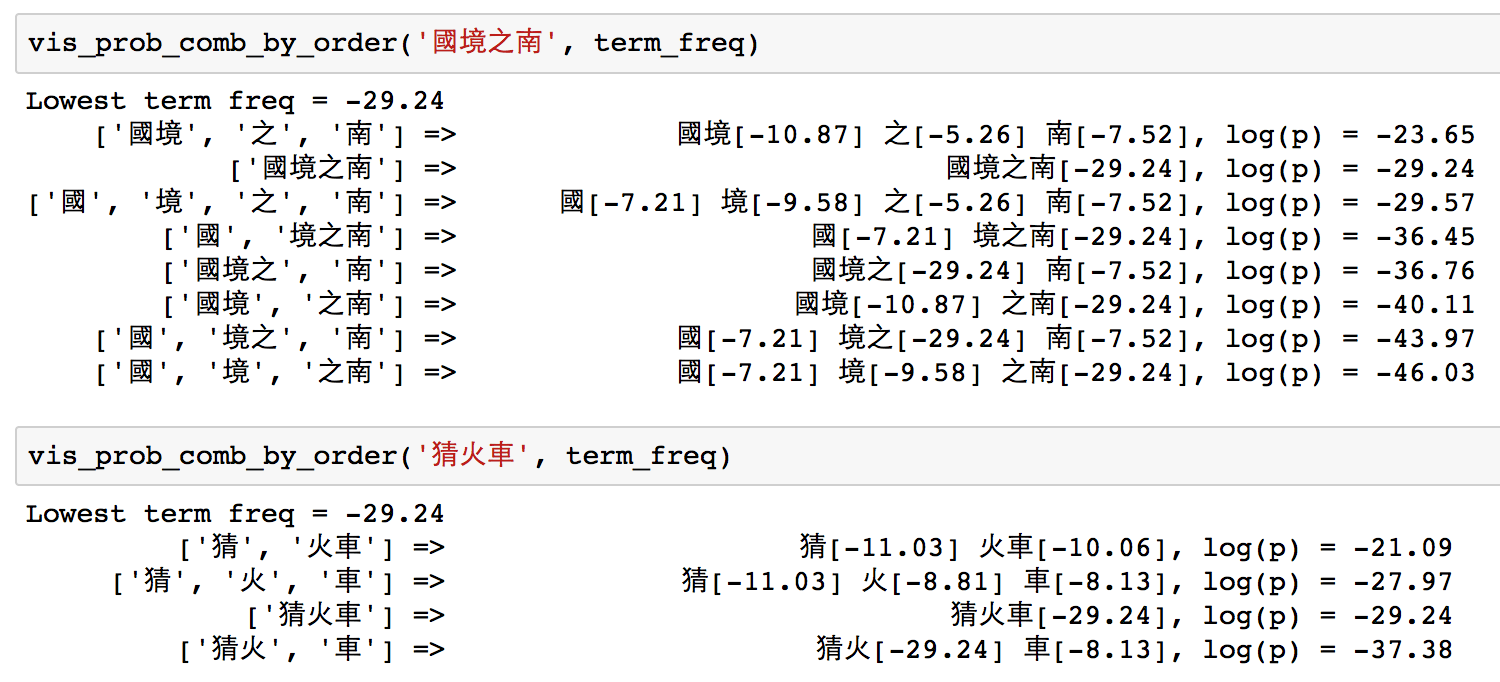 vis_prob_comb_by_order('國境之南', term_freq)
Lowest term freq = -29.24
['國境', '之', '南'] => 國境[-10.87] 之[-5.26] 南[-7.52], log(p) = -23.65
['國境之南'] => 國境之南[-29.24], log(p) = -29.24
['國', '境', '之', '南'] => 國[-7.21] 境[-9.58] 之[-5.26] 南[-7.52], log(p) = -29.57
['國', '境之南'] => 國[-7.21] 境之南[-29.24], log(p) = -36.45
['國境之', '南'] => 國境之[-29.24] 南[-7.52], log(p) = -36.76
['國境', '之南'] => 國境[-10.87] 之南[-29.24], log(p) = -40.11
['國', '境之', '南'] => 國[-7.21] 境之[-29.24] 南[-7.52], log(p) = -43.97
['國', '境', '之南'] => 國[-7.21] 境[-9.58] 之南[-29.24], log(p) = -46.03
vis_prob_comb_by_order('猜火車', term_freq)
Lowest term freq = -29.24
['猜', '火車'] => 猜[-11.03] 火車[-10.06], log(p) = -21.09
['猜', '火', '車'] => 猜[-11.03] 火[-8.81] 車[-8.13], log(p) = -27.97
['猜火車'] => 猜火車[-29.24], log(p) = -29.24
['猜火', '車'] => 猜火[-29.24] 車[-8.13], log(p) = -37.38